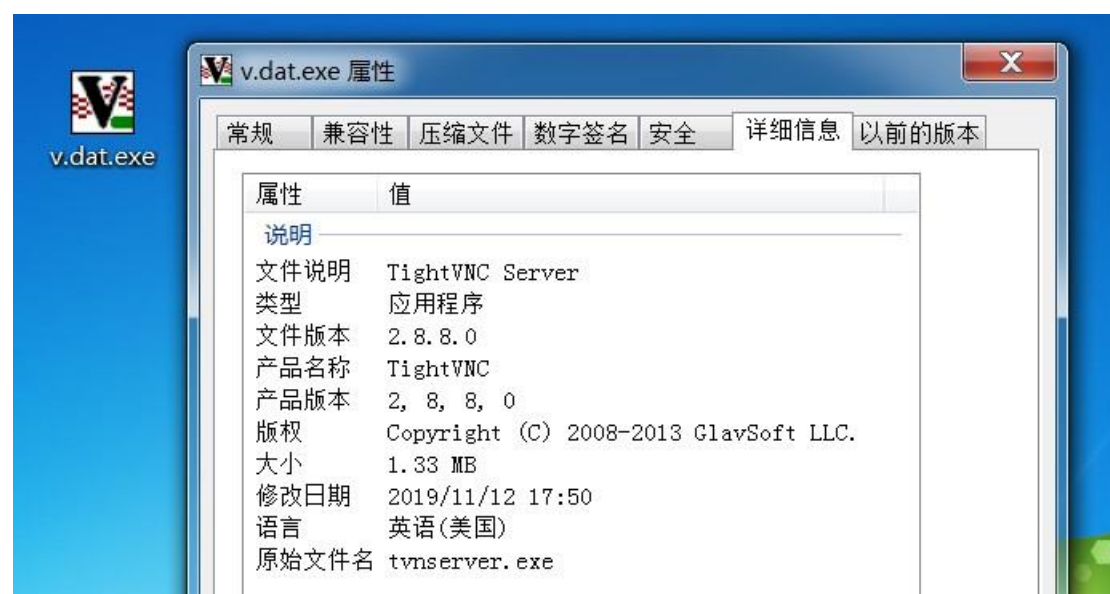 v.dat.exe
v.dat.exe 属性
常规 兼容性 压缩文件 数字签名 安全 详细信息 以前的版本
属性 值
说明
文件说明 TightVNC Server
类型 应用程序
文件版本 2.8.8.0
产品名称 TightVNC
产品版本 2, 8, 8, 0
版权 Copyright (C) 2008-2013 GlavSoft LLC.
大小 1.33 MB
修改日期 2019/11/12 17:50
语言 英语(美国)
原始文件名 tvnserver.exe